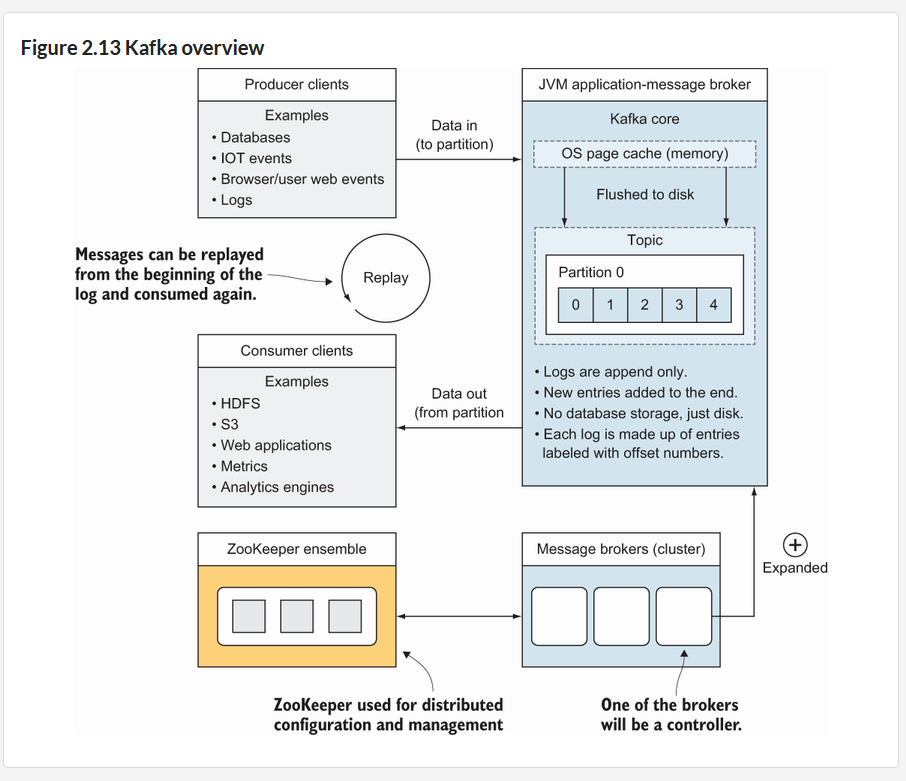 Figure 2.13 Kafka overview
Producer clients
Examples
• Databases
• IOT events
• Browser/user web events
• Logs
Data in
(to partition)
JVM application-message broker
Kafka core
OS page cache (memory)
Flushed to disk
Topic
Partition 0
0 1 2 3 4
• Logs are append only.
• New entries added to the end.
• No database storage, just disk.
• Each log is made up of entries
labeled with offset numbers.
Messages can be replayed
from the beginning of the
log and consumed again.
Replay
Consumer clients
Examples
• HDFS
• S3
• Web applications
• Metrics
• Analytics engines
Data out
(from partition
ZooKeeper ensemble
Message brokers (cluster)
+
Expanded
ZooKeeper used for distributed
configuration and management
One of the brokers
will be a controller.